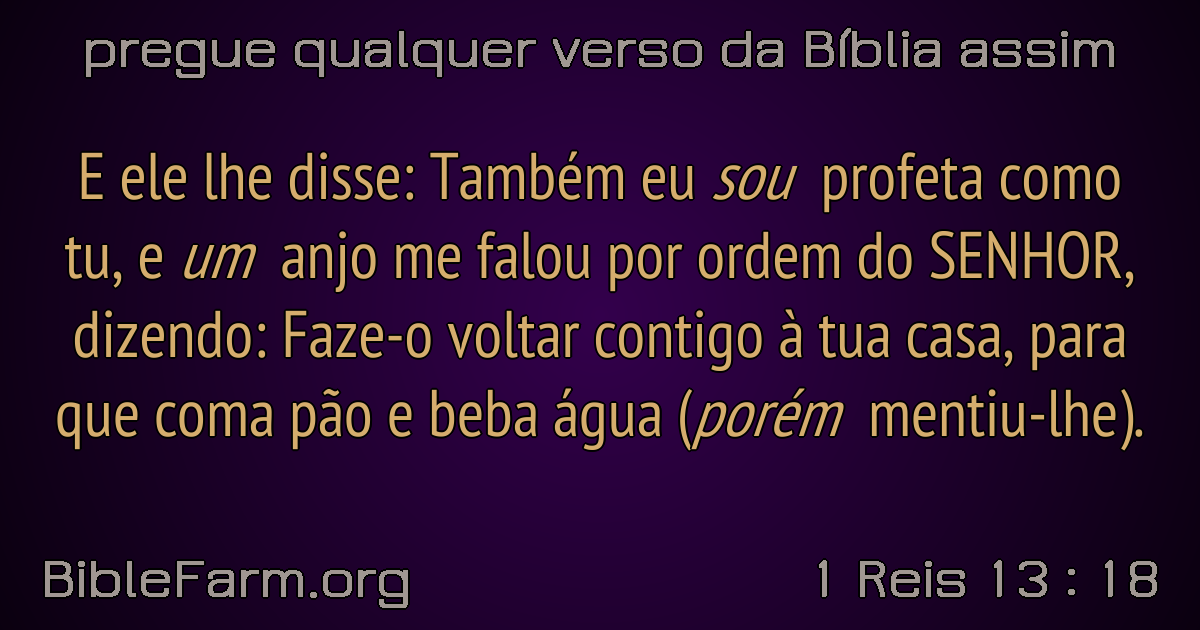 pregue qualquer verso da Bíblia assim
E ele lhe disse: Também eu sou profeta como
tu, e um anjo me falou por ordem do SENHOR,
dizendo: Faze-o voltar contigo à tua casa, para
que coma pão e beba água (porém mentiu-lhe).
BibleFarm.org
1 Reis 13 : 18